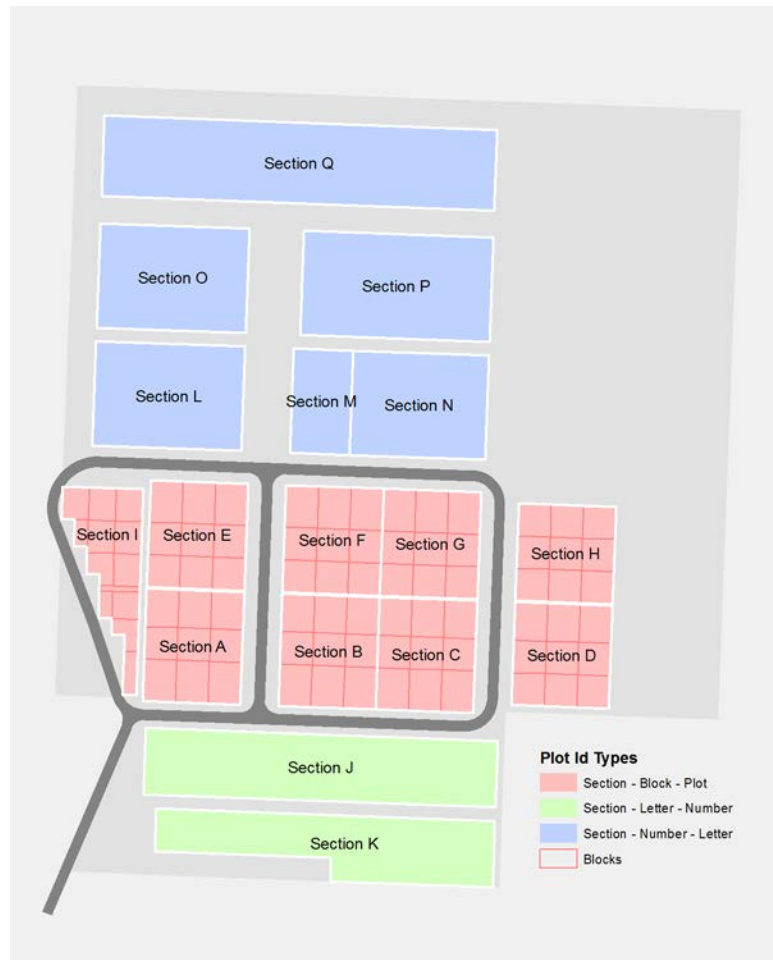 Section Q
Section O
Section P
Section L
Section M
Section N
Section I
Section E
Section F
Section G
Section H
Section A
Section B
Section C
Section D
Section J
Section K
Plot Id Types
Section - Block - Plot
Section - Letter - Number
Section - Number - Letter
Blocks